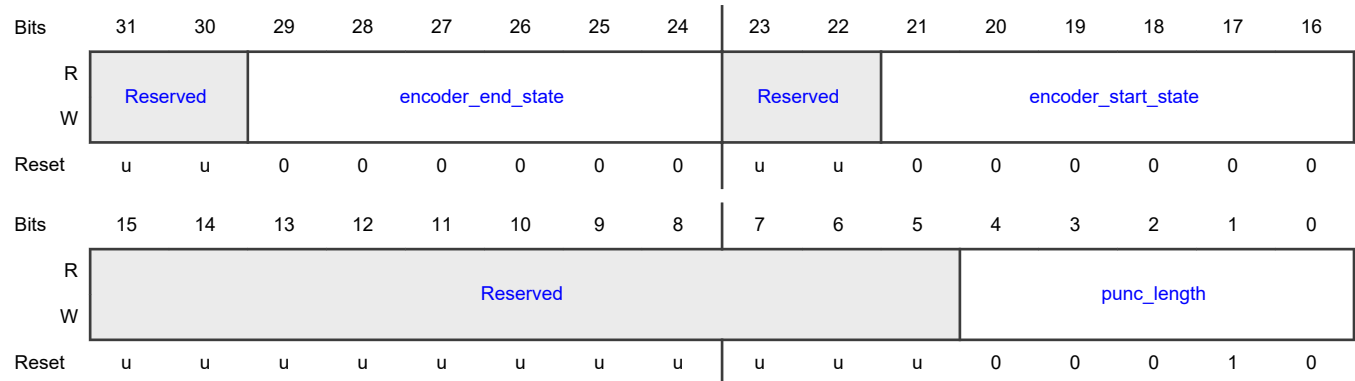 Bits 31 30 29 28 27 26 25 24 23 22 21 20 19 18 17 16
R
Reserved encoder_end_state Reserved encoder_start_state
W
Reset u u 0 0 0 0 0 0 u u 0 0 0 0 0 0
Bits 15 14 13 12 11 10 9 8 7 6 5 4 3 2 1 0
R
Reserved punc_length
W
Reset u u u u u u u u u u u 0 0 0 1 0